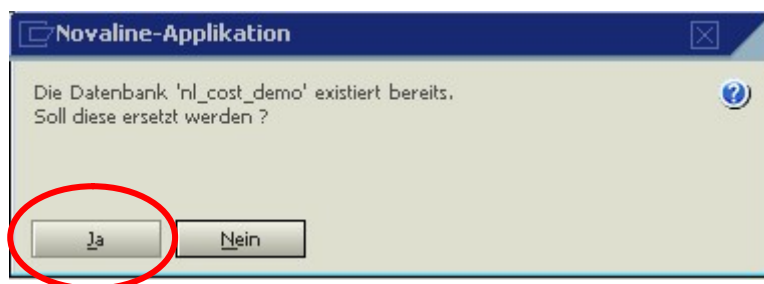 Novaline-Applikation
Die Datenbank 'nl_cost_demo' existiert bereits.
Soll diese ersetzt werden ?
Ja
Nein